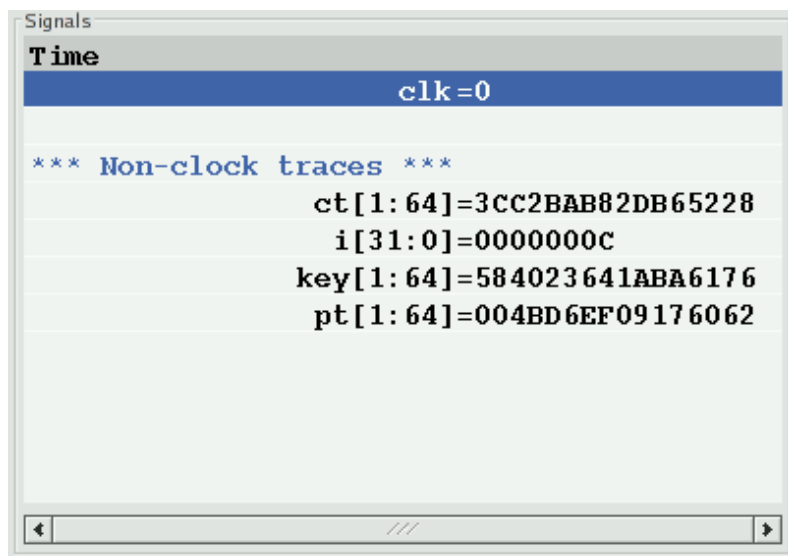 Signals
Time
clk=0
*** Non-clock traces ***
ct[1:64]=3CC2BAB82DB65228
i[31:0]=0000000C
key[1:64]=584023641ABA6176
pt[1:64]=004BD6EF09176062